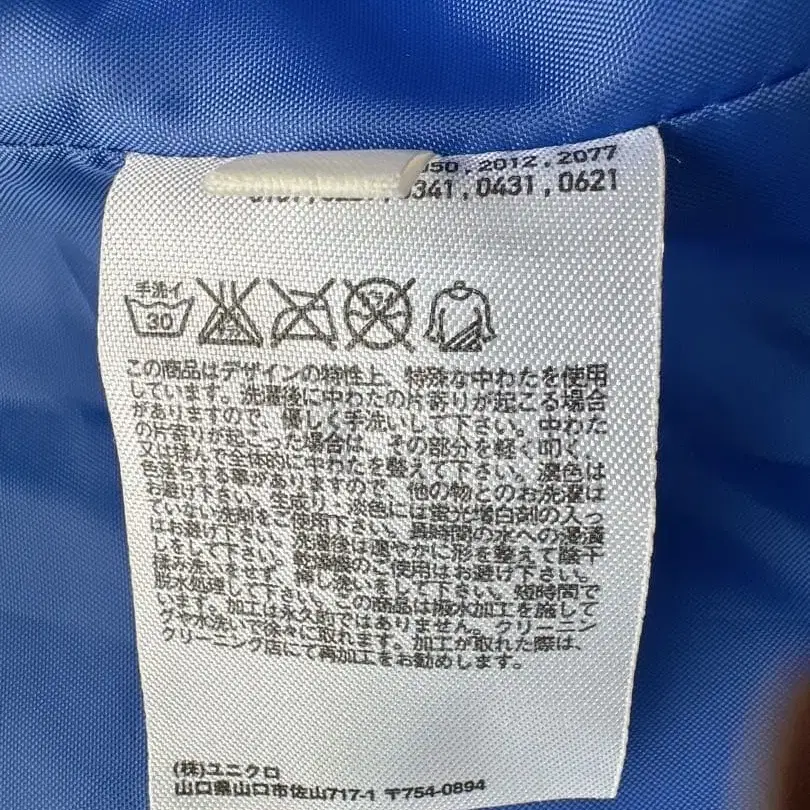 50,2012,2077
341,0431,0621
手洗イ
30
この商品はデザインの特性上、特殊な中わたを使用
しています。洗濯後に中わたの片寄りが起こる場合
がありますので、優しく手洗いして下さい。中わた
の片寄りが起こった場合は、その部分を軽く叩く、
又は揉んで全体的に中わたを整えて下さい。濃色は
色落ちする事がありますので、他の物とのお洗濯は
お避け下さい。生成り、淡色には蛍光増白剤の入っ
ていない洗剤をご使用下さい。長時間の水への浸漬
はお避け下さい。洗濯後は速やかに形を整えて陰干
しをして下さい。乾燥機のご使用はお避け下さい。
揉み洗いをせず、押し洗いをして下さい。短時間で
脱水処理して下さい。この商品は撥水加工を施して
います。加工は永久的ではありません。クリーニン
グや水洗いで徐々に取れます。加工が取れた際は、
クリーニング店にて再加工をお勧めします。
(株)ユニクロ
山口県山口市佐山717-1 〒754-0894